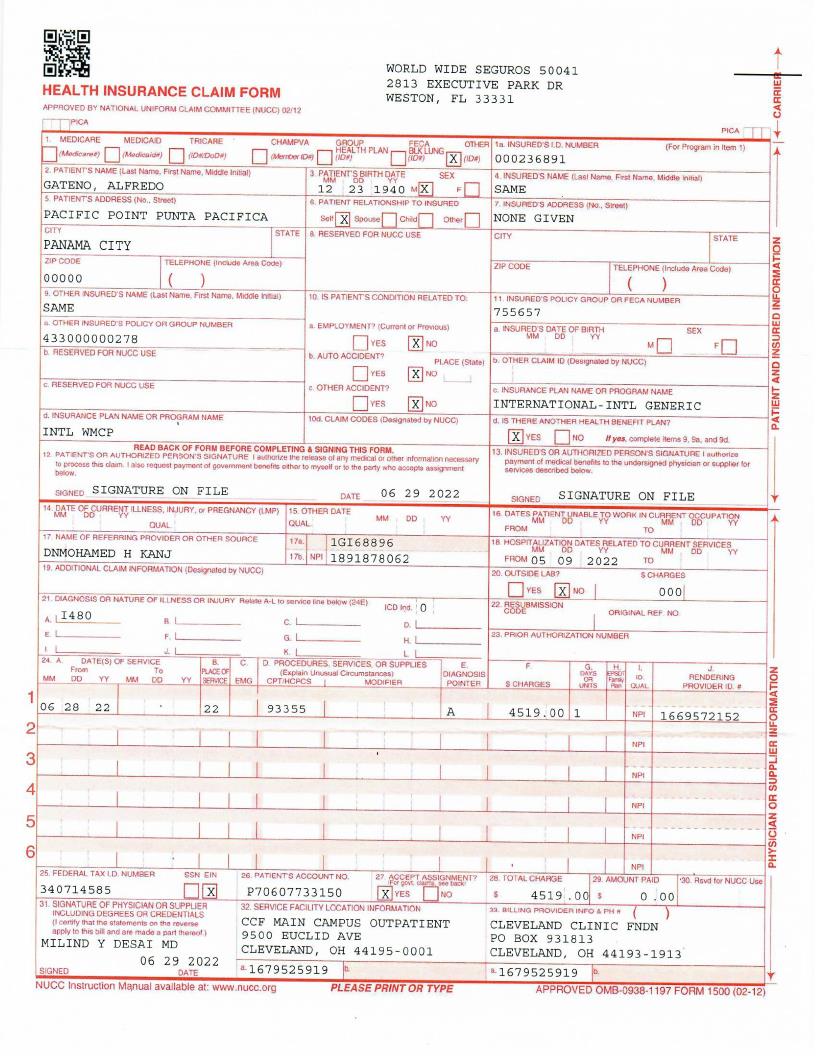 WORLD WIDE SEGUROS 50041
2813 EXECUTIVE PARK DR
WESTON, FL 33331
HEALTH INSURANCE CLAIM FORM
APPROVED BY NATIONAL UNIFORM CLAIM COMMITTEE (NUCC) 02/12
PICA PICA
CARRIER
1. MEDICARE MEDICAID TRICARE CHAMPVA GROUP HEALTH PLAN FECA BLK LUNG OTHER
(Medicare#) (Medicaid#) (ID#/DoD#) (Member ID#) (ID#) (ID#) X (ID#)
1a. INSURED'S I.D. NUMBER (For Program in Item 1)
000236891
2. PATIENT'S NAME (Last Name, First Name, Middle Initial)
GATENO, ALFREDO
3. PATIENT'S BIRTH DATE SEX
MM DD YY
12 23 1940 M X F
4. INSURED'S NAME (Last Name, First Name, Middle Initial)
SAME
5. PATIENT'S ADDRESS (No., Street)
PACIFIC POINT PUNTA PACIFICA
6. PATIENT RELATIONSHIP TO INSURED
Self X Spouse Child Other
7. INSURED'S ADDRESS (No., Street)
NONE GIVEN
CITY STATE
PANAMA CITY
8. RESERVED FOR NUCC USE
CITY STATE
ZIP CODE TELEPHONE (Include Area Code)
00000 ( )
ZIP CODE TELEPHONE (Include Area Code)
( )
9. OTHER INSURED'S NAME (Last Name, First Name, Middle Initial)
SAME
10. IS PATIENT'S CONDITION RELATED TO:
11. INSURED'S POLICY GROUP OR FECA NUMBER
755657
a. OTHER INSURED'S POLICY OR GROUP NUMBER
433000000278
a. EMPLOYMENT? (Current or Previous)
YES X NO
a. INSURED'S DATE OF BIRTH SEX
MM DD YY
M F
b. RESERVED FOR NUCC USE
b. AUTO ACCIDENT? PLACE (State)
YES X NO
b. OTHER CLAIM ID (Designated by NUCC)
c. RESERVED FOR NUCC USE
c. OTHER ACCIDENT?
YES X NO
c. INSURANCE PLAN NAME OR PROGRAM NAME
INTERNATIONAL-INTL GENERIC
d. INSURANCE PLAN NAME OR PROGRAM NAME
INTL WMCP
10d. CLAIM CODES (Designated by NUCC)
d. IS THERE ANOTHER HEALTH BENEFIT PLAN?
X YES NO If yes, complete items 9, 9a, and 9d.
READ BACK OF FORM BEFORE COMPLETING & SIGNING THIS FORM.
12. PATIENT'S OR AUTHORIZED PERSON'S SIGNATURE I authorize the release of any medical or other information necessary
to process this claim. I also request payment of government benefits either to myself or to the party who accepts assignment
below.
SIGNED SIGNATURE ON FILE DATE 06 29 2022
13. INSURED'S OR AUTHORIZED PERSON'S SIGNATURE I authorize
payment of medical benefits to the undersigned physician or supplier for
services described below.
SIGNED SIGNATURE ON FILE
PATIENT AND INSURED INFORMATION
14. DATE OF CURRENT ILLNESS, INJURY, or PREGNANCY (LMP)
MM DD YY
QUAL.
15. OTHER DATE
QUAL. MM DD YY
16. DATES PATIENT UNABLE TO WORK IN CURRENT OCCUPATION
MM DD YY MM DD YY
FROM TO
17. NAME OF REFERRING PROVIDER OR OTHER SOURCE
DNMOHAMED H KANJ
17a. 1GI68896
17b. NPI 1891878062
18. HOSPITALIZATION DATES RELATED TO CURRENT SERVICES
MM DD YY MM DD YY
FROM 05 09 2022 TO
19. ADDITIONAL CLAIM INFORMATION (Designated by NUCC)
20. OUTSIDE LAB? $ CHARGES
YES X NO 000
21. DIAGNOSIS OR NATURE OF ILLNESS OR INJURY Relate A-L to service line below (24E) ICD Ind. 0
A. I480 B. C. D.
E. F. G. H.
I. J. K. L.
22. RESUBMISSION CODE ORIGINAL REF. NO.
23. PRIOR AUTHORIZATION NUMBER
24. A. DATE(S) OF SERVICE B. C. D. PROCEDURES, SERVICES, OR SUPPLIES E. F. G. H. I. J.
From To PLACE OF (Explain Unusual Circumstances) DIAGNOSIS DAYS OR UNITS EPSDT Family Plan ID. RENDERING
MM DD YY MM DD YY SERVICE EMG CPT/HCPCS MODIFIER POINTER $ CHARGES QUAL. PROVIDER ID. #
1
06 28 22 22 93355 A 4519.00 1 NPI 1669572152
2
NPI
3
NPI
4
NPI
5
NPI
6
NPI
PHYSICIAN OR SUPPLIER INFORMATION
25. FEDERAL TAX I.D. NUMBER SSN EIN
340714585 X
26. PATIENT'S ACCOUNT NO.
P70607733150
27. ACCEPT ASSIGNMENT?
(For govt. claims, see back)
X YES NO
28. TOTAL CHARGE
$ 4519.00
29. AMOUNT PAID
$ 0.00
30. Rsvd for NUCC Use
31. SIGNATURE OF PHYSICIAN OR SUPPLIER
INCLUDING DEGREES OR CREDENTIALS
(I certify that the statements on the reverse
apply to this bill and are made a part thereof.)
MILIND Y DESAI MD
06 29 2022
SIGNED DATE
32. SERVICE FACILITY LOCATION INFORMATION
CCF MAIN CAMPUS OUTPATIENT
9500 EUCLID AVE
CLEVELAND, OH 44195-0001
a. 1679525919 b.
33. BILLING PROVIDER INFO & PH # ( )
CLEVELAND CLINIC FNDN
PO BOX 931813
CLEVELAND, OH 44193-1913
a. 1679525919 b.
NUCC Instruction Manual available at: www.nucc.org PLEASE PRINT OR TYPE APPROVED OMB-0938-1197 FORM 1500 (02-12)